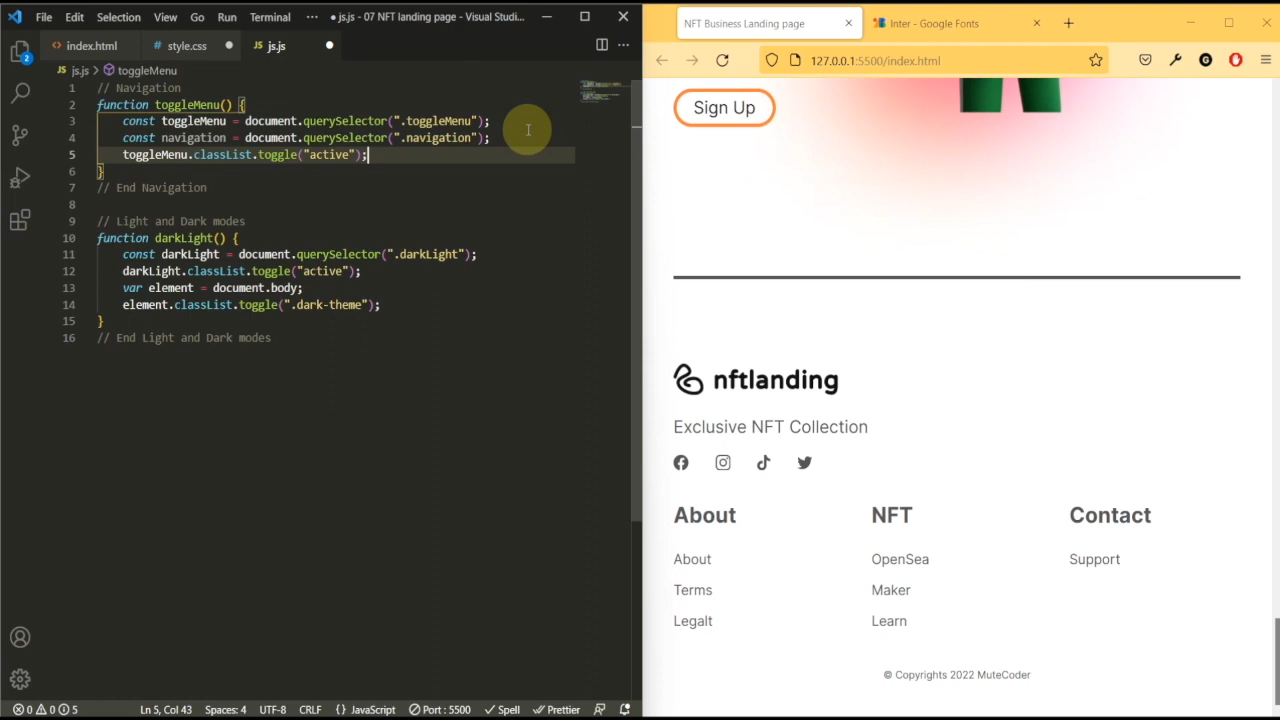 File Edit Selection View Go Run Terminal ··· ●js.js - 07 NFT landing page - Visual Studi...
index.html style.css ● JS js.js ●
JS js.js > toggleMenu
1 // Navigation
2 function toggleMenu() {
3 const toggleMenu = document.querySelector(".toggleMenu");
4 const navigation = document.querySelector(".navigation");
5 toggleMenu.classList.toggle("active");
6 }
7 // End Navigation
8
9 // Light and Dark modes
10 function darkLight() {
11 const darkLight = document.querySelector(".darkLight");
12 darkLight.classList.toggle("active");
13 var element = document.body;
14 element.classList.toggle(".dark-theme");
15 }
16 // End Light and Dark modes
2
0 0 5 Ln 5, Col 43 Spaces: 4 UTF-8 CRLF {} JavaScript Port : 5500 Spell Prettier
NFT Business Landing page
Inter - Google Fonts
127.0.0.1:5500/index.html
G
Sign Up
nftlanding
Exclusive NFT Collection
About NFT Contact
About OpenSea Support
Terms Maker
Legalt Learn
© Copyrights 2022 MuteCoder